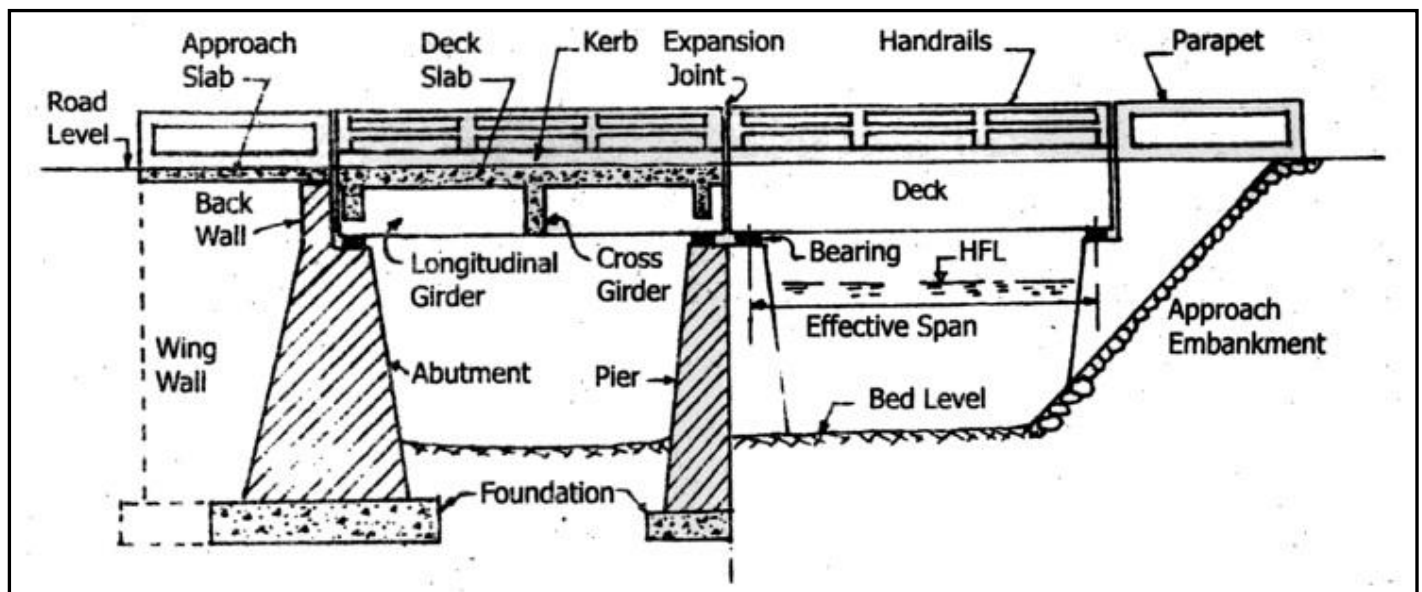 Approach
Slab
Deck
Slab
Kerb
Expansion
Joint
Handrails
Parapet
Road
Level
Deck
Back
Wall
Longitudinal
Girder
Cross
Girder
Bearing
HFL
Effective Span
Approach
Embankment
Wing
Wall
Abutment
Pier
Bed Level
Foundation